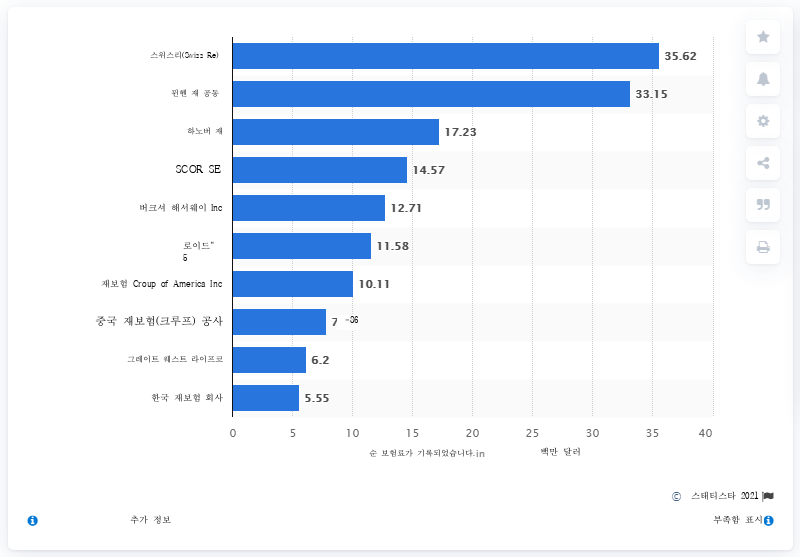 스위스리(Swiss Re) 35.62
뮌헨 재 공동 33.15
하노버 재 17.23
SCOR SE 14.57
버크셔 해서웨이 Inc 12.71
로이드" 11.58
5
재보험 Croup of America Inc 10.11
중국 재보험(크루프) 공사 7 -86
그레이트 웨스트 라이프코 6.2
한국 재보험 회사 5.55
0 5 10 15 20 25 30 35 40
순 보험료가 기록되었습니다.in 백만 달러
© 스태티스타 2021
추가 정보 부족함 표시